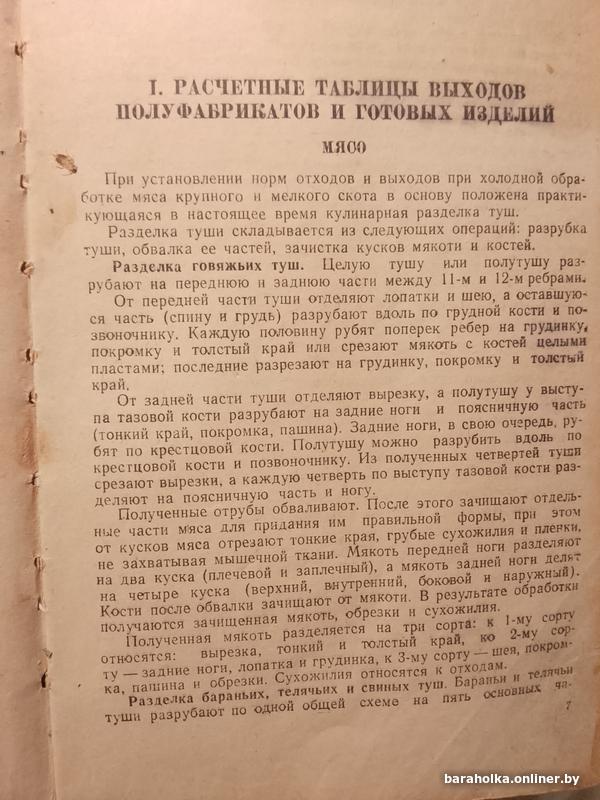 I. РАСЧЕТНЫЕ ТАБЛИЦЫ ВЫХОДОВ
ПОЛУФАБРИКАТОВ И ГОТОВЫХ ИЗДЕЛИЙ
МЯСО
При установлении норм отходов и выходов при холодной обра-
ботке мяса крупного и мелкого скота в основу положена практи-
кующаяся в настоящее время кулинарная разделка туш.
Разделка туши складывается из следующих операций: разрубка
туши, обвалка ее частей, зачистка кусков мякоти и костей.
Разделка говяжьих туш. Целую тушу или полутушу раз-
рубают на переднюю и заднюю части между 11-м и 12-м ребрами.
От передней части туши отделяют лопатки и шею, а оставшую-
ся часть (спину и грудь) разрубают вдоль по грудной кости и по-
звоночнику. Каждую половину рубят поперек ребер на грудинку,
покромку и толстый край или срезают мякоть с костей целыми
пластами; последние разрезают на грудинку, покромку и толстый
край.
От задней части туши отделяют вырезку, а полутушу у высту-
па тазовой кости разрубают на задние ноги и поясничную часть
(тонкий край, покромка, пашина). Задние ноги, в свою очередь, ру-
бят по крестцовой кости. Полутушу можно разрубить вдоль по
крестцовой кости и позвоночнику. Из полученных четвертей туши
срезают вырезки, а каждую четверть по выступу тазовой кости раз-
деляют на поясничную часть и ногу.
Полученные отрубы обваливают. После этого зачищают отдель-
ные части мяса для придания им правильной формы, при этом
от кусков мяса отрезают тонкие края, грубые сухожилия и пленки,
не захватывая мышечной ткани. Мякоть передней ноги разделяют
на два куска (плечевой и заплечный), а мякоть задней ноги делят
на четыре куска (верхний, внутренний, боковой и наружный).
Кости после обвалки зачищают от мякоти. В результате обработки
получаются зачищенная мякоть, обрезки и сухожилия.
Полученная мякоть разделяется на три сорта: к 1-му сорту
относятся: вырезка, тонкий и толстый край, ко 2-му сор-
ту — задние ноги, лопатка и грудинка, к 3-му сорту — шея, покром-
ка, пашина и обрезки. Сухожилия относятся к отходам.
Разделка бараньих, телячьих и свиных туш. Бараньи и телячьи
туши разрубают по одной общей схеме на пять основных ча-
7
baraholka.onliner.by